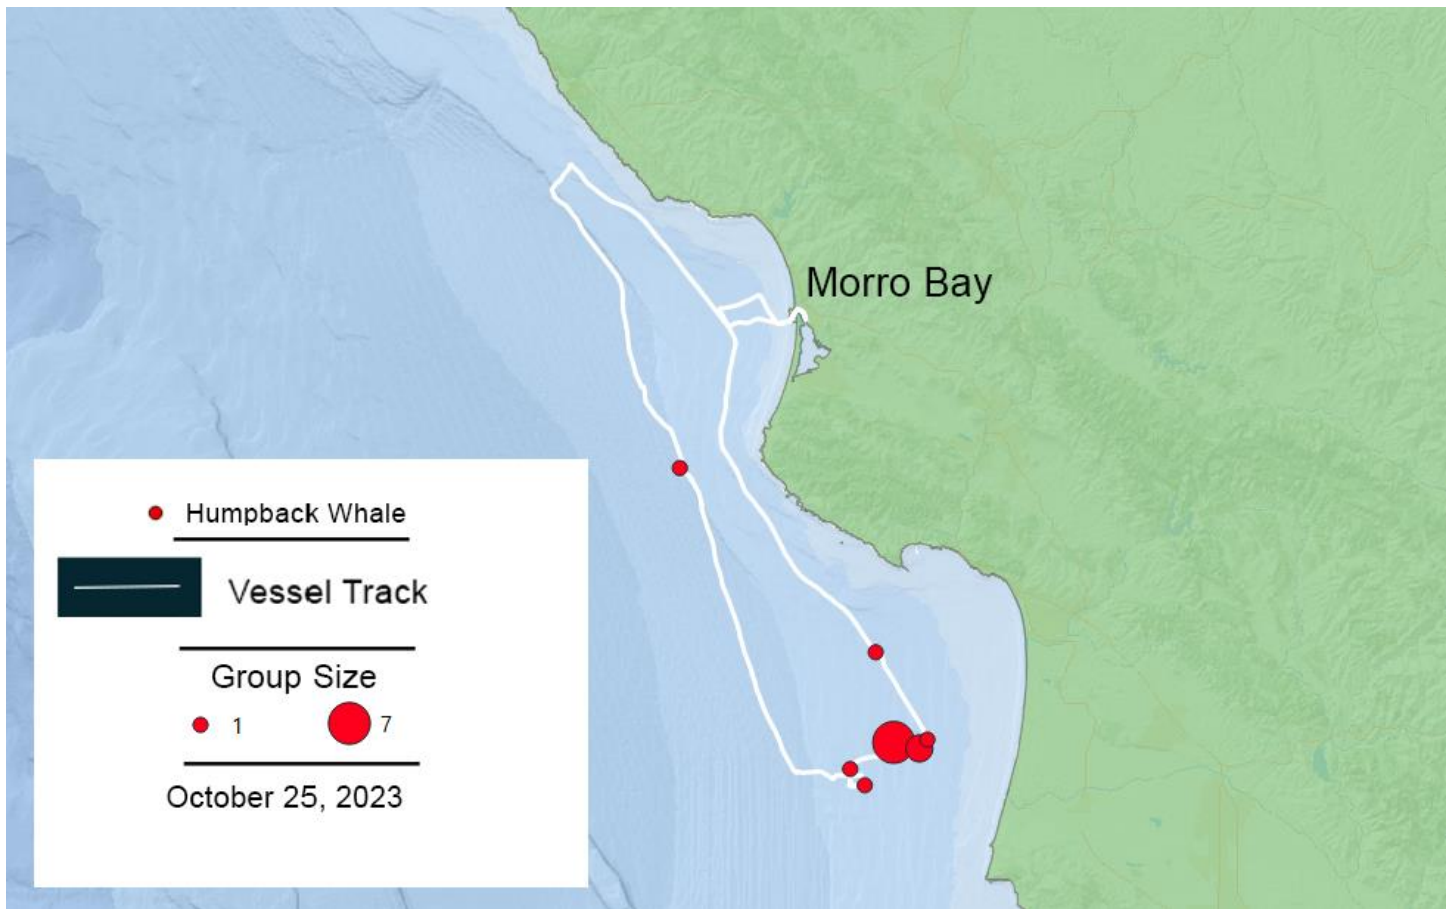 Morro Bay
Humpback Whale
Vessel Track
Group Size
1 7
October 25, 2023